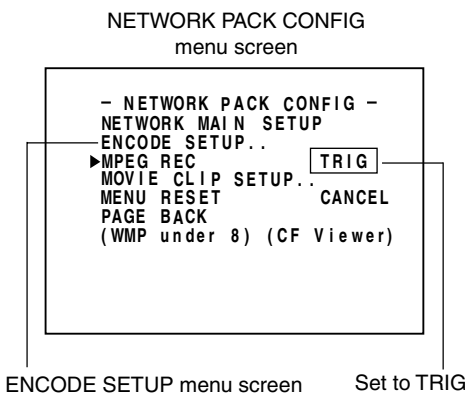 NETWORK PACK CONFIG
menu screen
– NETWORK PACK CONFIG –
NETWORK MAIN SETUP
ENCODE SETUP..
▶MPEG REC TRIG
MOVIE CLIP SETUP..
MENU RESET CANCEL
PAGE BACK
(WMP under 8) (CF Viewer)
ENCODE SETUP menu screen Set to TRIG